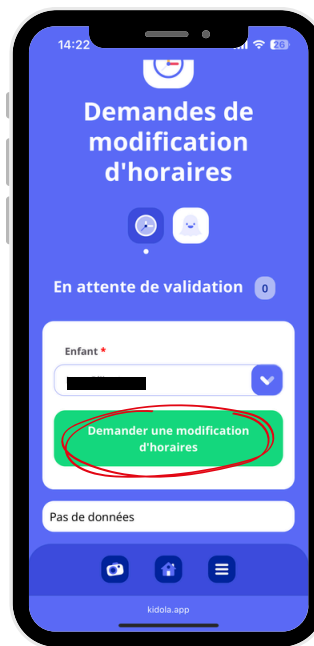 14:22
26
Demandes de
modification
d'horaires
En attente de validation 0
Enfant *
Demander une modification
d'horaires
Pas de données
kidola.app